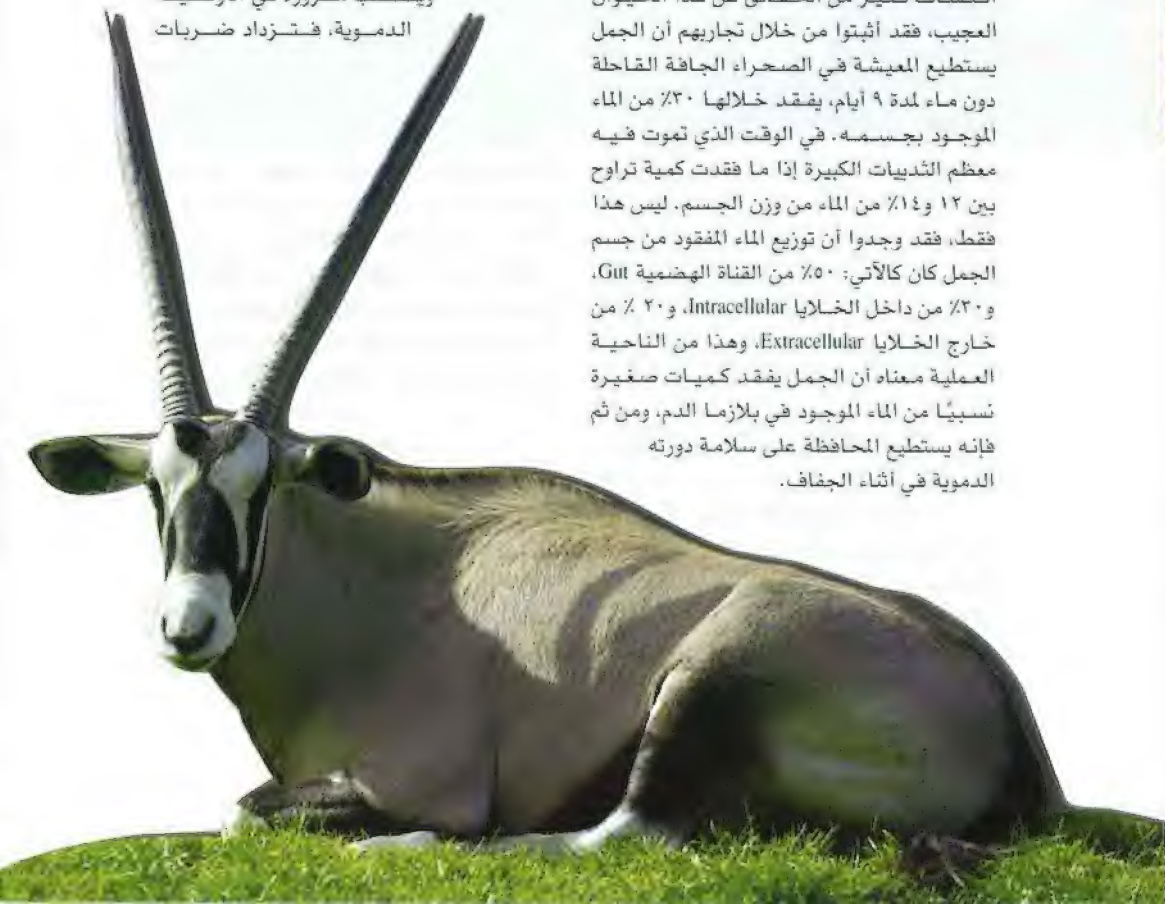 العجيب، فقد أثبتوا من خلال تجاربهم أن الجمل
يستطيع المعيشة في الصحراء الجافة القاحلة
دون ماء لمدة ٩ أيام، يفقد خلالها ٣٠٪ من الماء
الموجود بجسمه. في الوقت الذي تموت فيه
معظم الثدييات الكبيرة إذا ما فقدت كمية تراوح
بين ١٢ و١٤٪ من الماء من وزن الجسم. ليس هذا
فقط، فقد وجدوا أن توزيع الماء المفقود من جسم
الجمل كان كالآتي: ٥٠٪ من القناة الهضمية Gut،
و٣٠٪ من داخل الخلايا Intracellular، و٢٠ ٪ من
خارج الخلايا Extracellular، وهذا من الناحية
العملية معناه أن الجمل يفقد كميات صغيرة
نسبيًا من الماء الموجود في بلازما الدم، ومن ثم
فإنه يستطيع المحافظة على سلامة دورته
الدموية في أثناء الجفاف.
الدموية، فتزداد ضربات